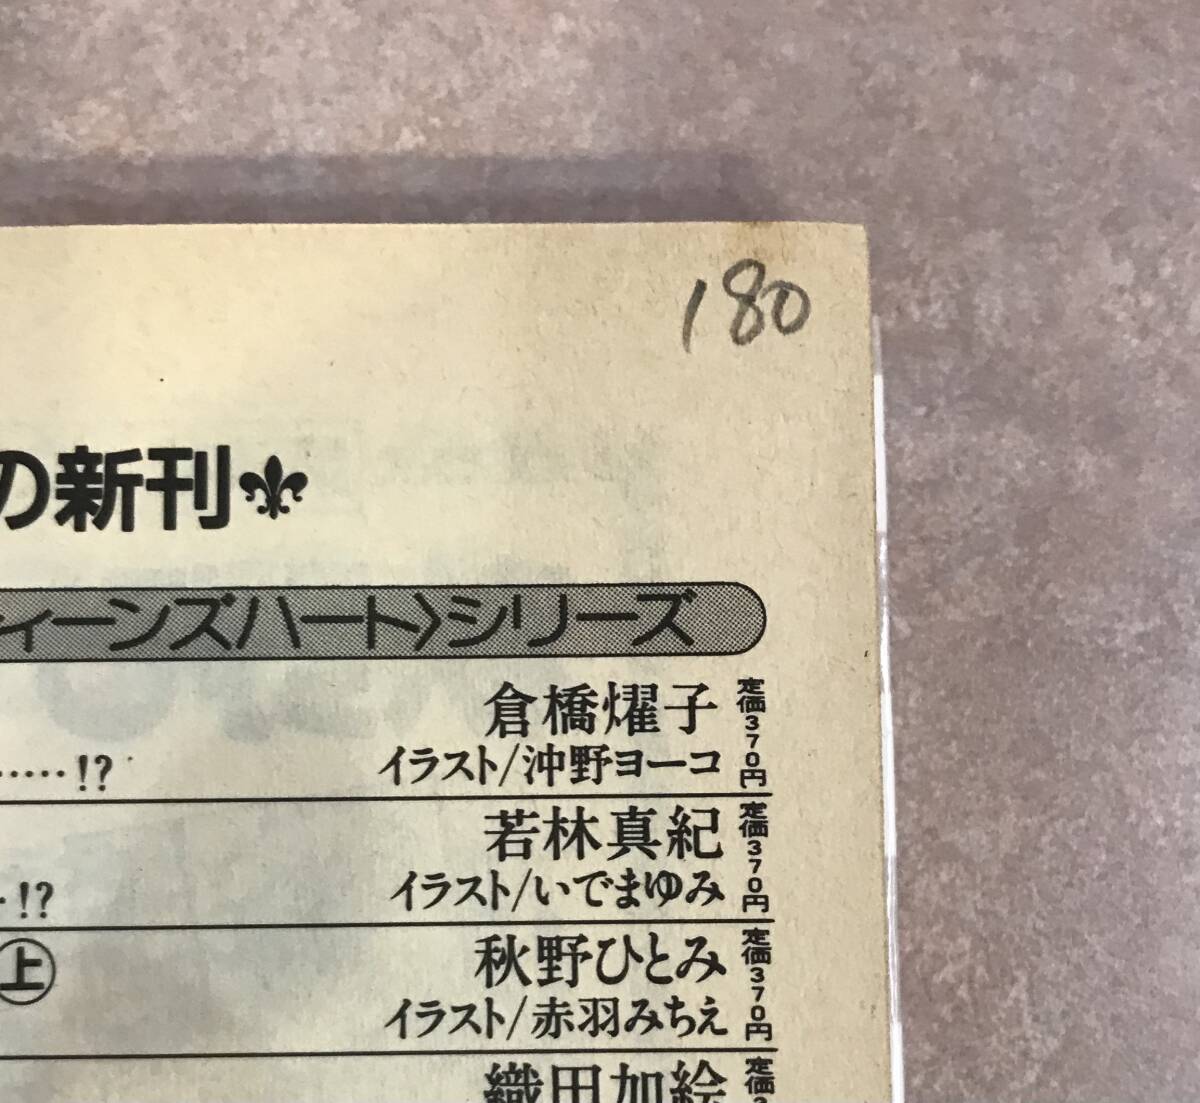 180
の新刊
ィーンズハート〉シリーズ
倉橋燿子
定価370円
……!?
イラスト/沖野ヨーコ
若林真紀
定価370円
…!?
イラスト/いでまゆみ
上
秋野ひとみ
定価370円
イラスト/赤羽みちえ
織田加絵
定価3